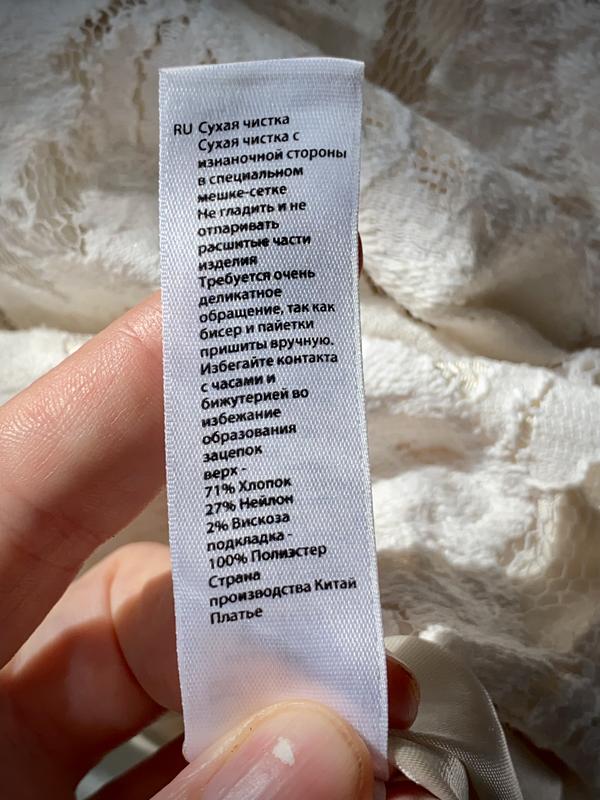 RU Сухая чистка
Сухая чистка с
изнаночной стороны
в специальном
мешке-сетке
Не гладить и не
отпаривать
расшитые части
изделия
Требуется очень
деликатное
обращение, так как
бисер и пайетки
пришиты вручную.
Избегайте контакта
с часами и
бижутерией во
избежание
образования
зацепок
верх -
71% Хлопок
27% Нейлон
2% Вискоза
подкладка -
100% Полиэстер
Страна
производства Китай
Платье